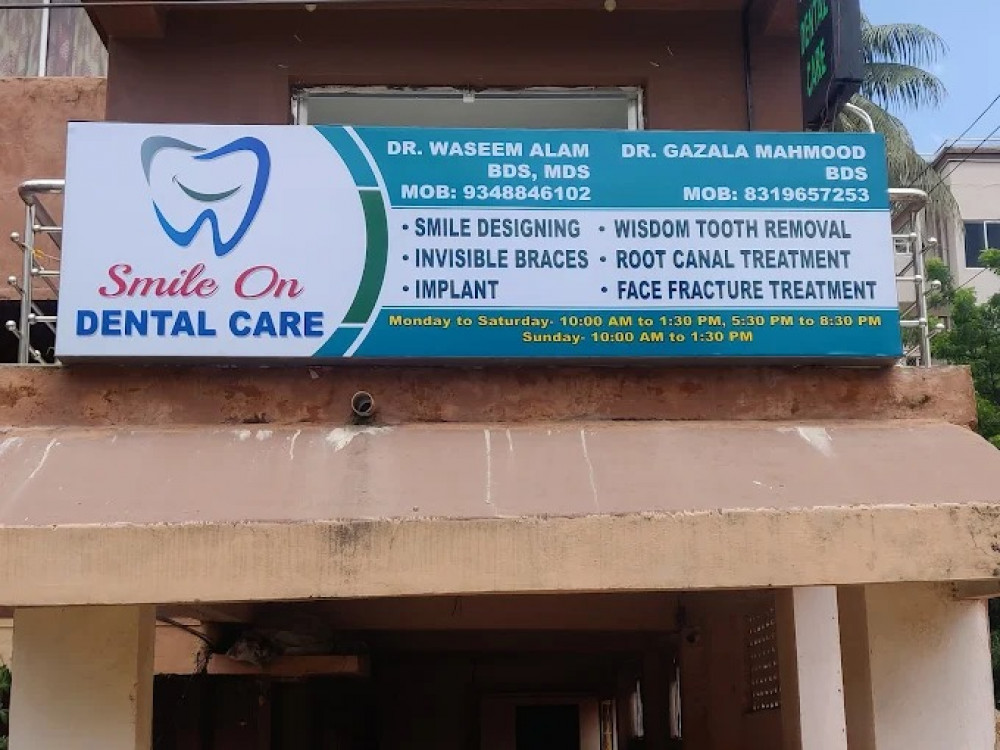 DENTAL
CARE
Smile On
DENTAL CARE
DR. WASEEM ALAM
BDS, MDS
MOB: 9348846102
DR. GAZALA MAHMOOD
BDS
MOB: 8319657253
• SMILE DESIGNING
• INVISIBLE BRACES
• IMPLANT
• WISDOM TOOTH REMOVAL
• ROOT CANAL TREATMENT
• FACE FRACTURE TREATMENT
Monday to Saturday- 10:00 AM to 1:30 PM, 5:30 PM to 8:30 PM
Sunday- 10:00 AM to 1:30 PM